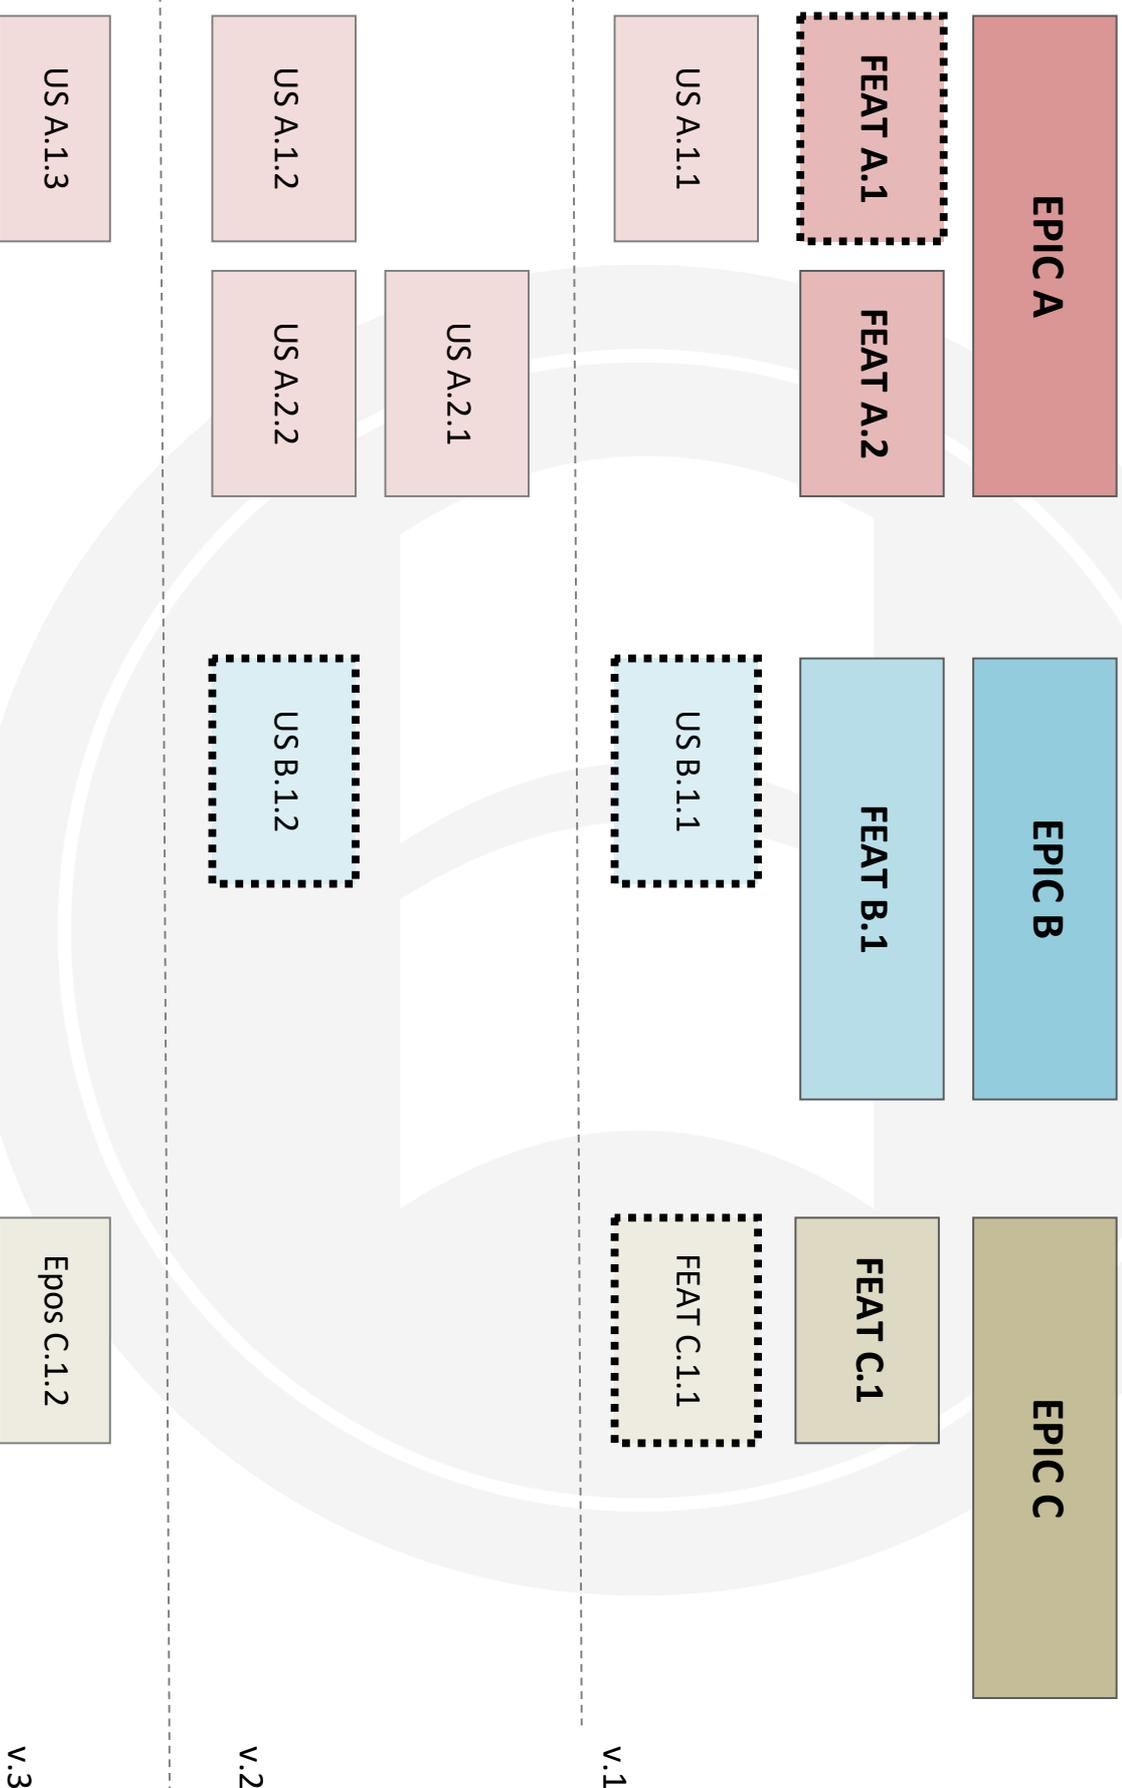 EPIC A
EPIC B
EPIC C
FEAT A.1
FEAT A.2
FEAT B.1
FEAT C.1
US A.1.1
US B.1.1
FEAT C.1.1
v.1
US A.2.1
US A.1.2
US A.2.2
US B.1.2
v.2
US A.1.3
Epos C.1.2
v.3